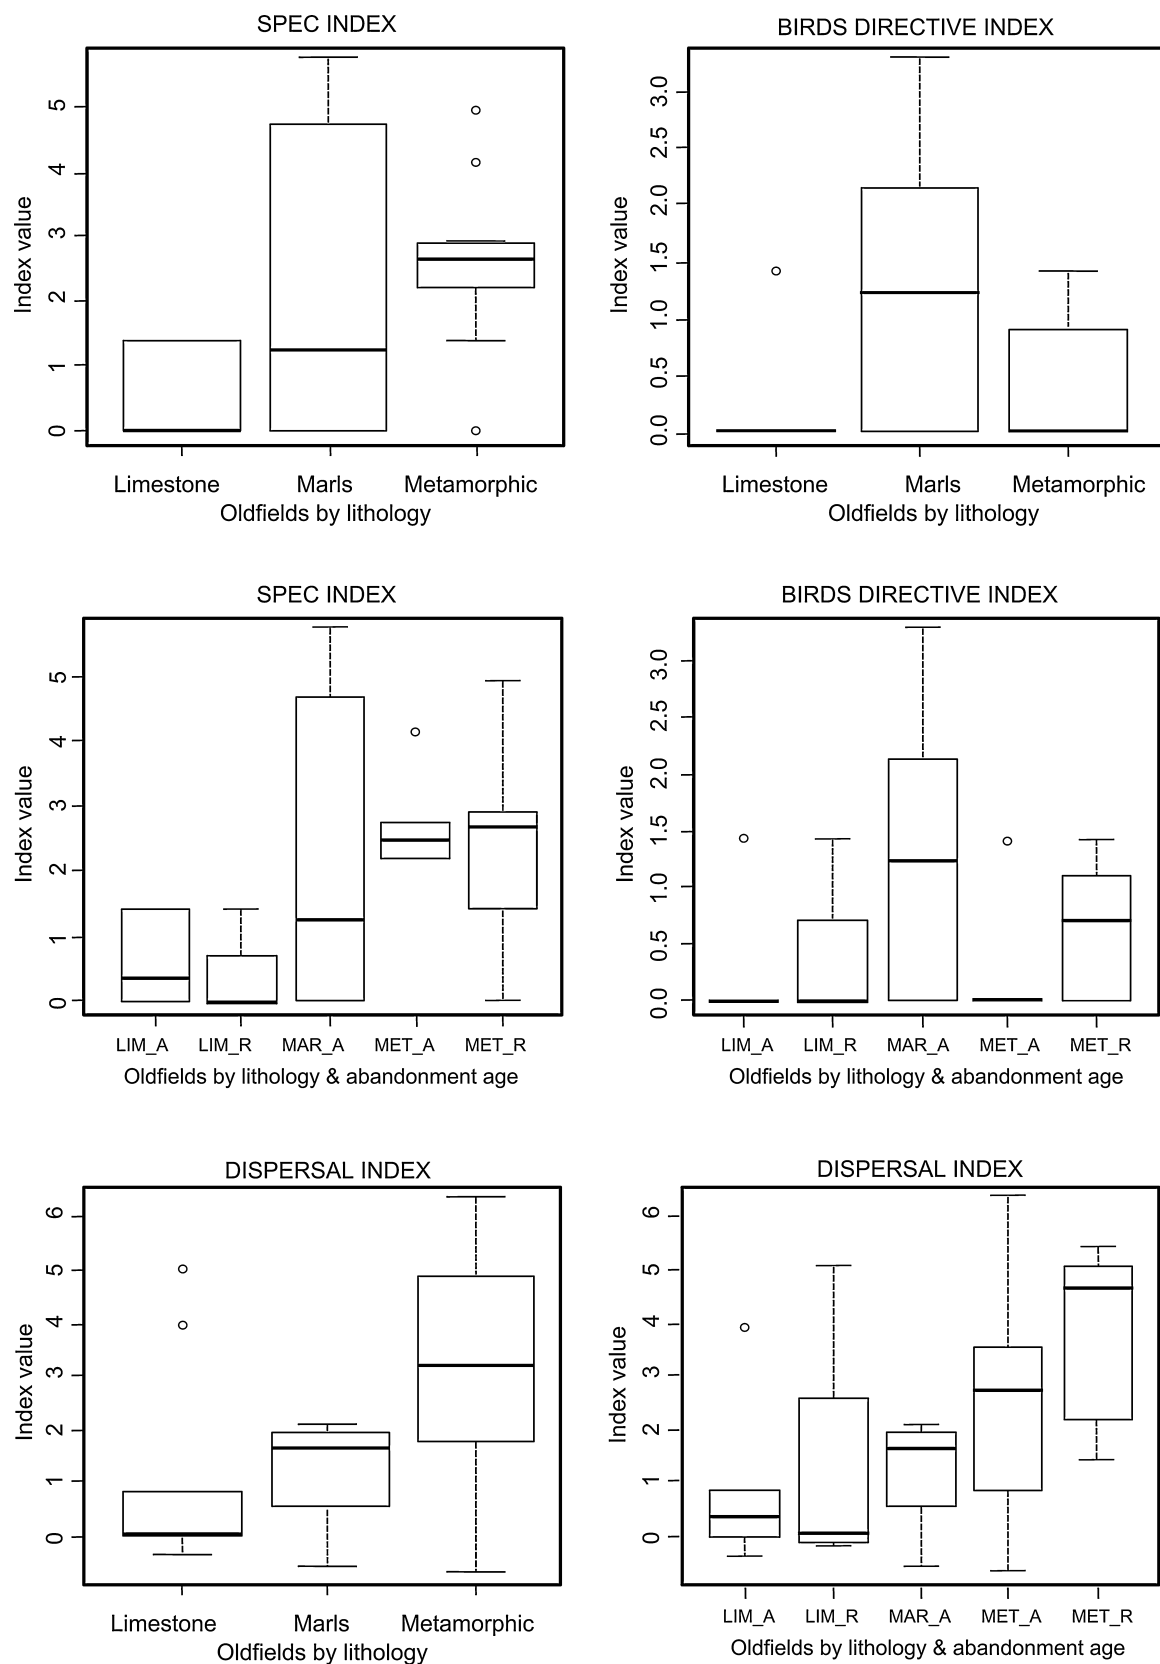 SPEC INDEX
Index value
5
4
3
2
1
0
Limestone Marls Metamorphic
Oldfields by lithology
BIRDS DIRECTIVE INDEX
Index value
3.0
2.5
2.0
1.5
1.0
0.5
0.0
Limestone Marls Metamorphic
Oldfields by lithology
SPEC INDEX
Index value
5
4
3
2
1
0
LIM_A LIM_R MAR_A MET_A MET_R
Oldfields by lithology & abandonment age
BIRDS DIRECTIVE INDEX
Index value
3.0
2.5
2.0
1.5
1.0
0.5
0.0
LIM_A LIM_R MAR_A MET_A MET_R
Oldfields by lithology & abandonment age
DISPERSAL INDEX
Index value
6
5
4
3
2
1
0
Limestone Marls Metamorphic
Oldfields by lithology
DISPERSAL INDEX
Index value
6
5
4
3
2
1
0
LIM_A LIM_R MAR_A MET_A MET_R
Oldfields by lithology & abandonment age